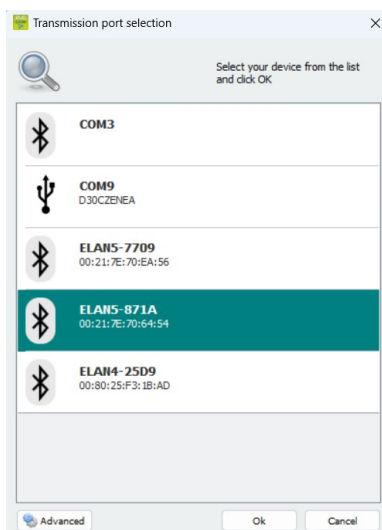 Transmission port selection
Select your device from the list
and click OK
COM3
COM9
D30CZENEA
ELAN5-7709
00:21:7E:70:EA:56
ELAN5-871A
00:21:7E:70:64:54
ELAN4-25D9
00:80:25:F3:1B:AD
Advanced
Ok
Cancel